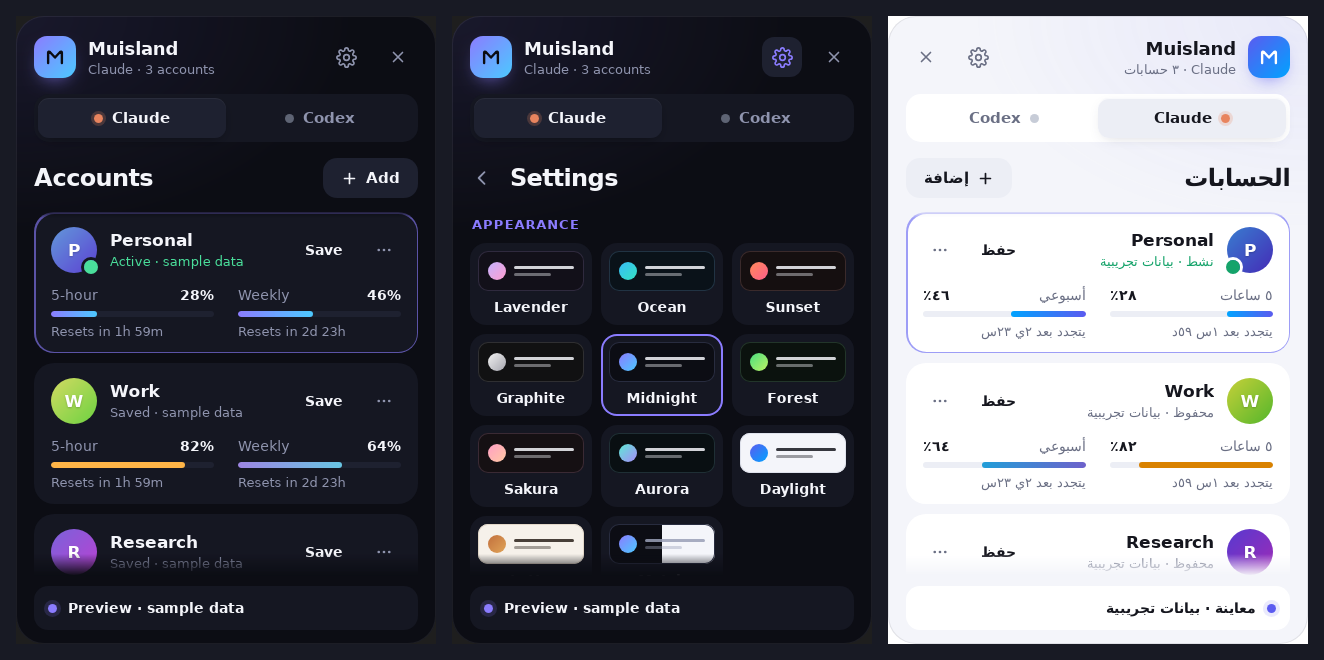 Muisland
Claude · 3 accounts
Claude
Codex
Accounts
+ Add
P
Personal
Active · sample data
Save
5-hour 28%
Weekly 46%
Resets in 1h 59m
Resets in 2d 23h
W
Work
Saved · sample data
Save
5-hour 82%
Weekly 64%
Resets in 1h 59m
Resets in 2d 23h
R
Research
Saved · sample data
Save
Preview · sample data
Muisland
Claude · 3 accounts
Claude
Codex
Settings
APPEARANCE
Lavender
Ocean
Sunset
Graphite
Midnight
Forest
Sakura
Aurora
Daylight
Preview · sample data
Muisland
Claude · ٣ حسابات
Claude
Codex
الحسابات
+ إضافة
P
Personal
نشط · بيانات تجريبية
حفظ
٥ ساعات ٢٨٪
أسبوعي ٤٦٪
يتجدد بعد ١س ٥٩د
يتجدد بعد ٢ي ٢٣س
W
Work
محفوظ · بيانات تجريبية
حفظ
٥ ساعات ٨٢٪
أسبوعي ٦٤٪
يتجدد بعد ١س ٥٩د
يتجدد بعد ٢ي ٢٣س
R
Research
محفوظ · بيانات تجريبية
حفظ
معاينة · بيانات تجريبية